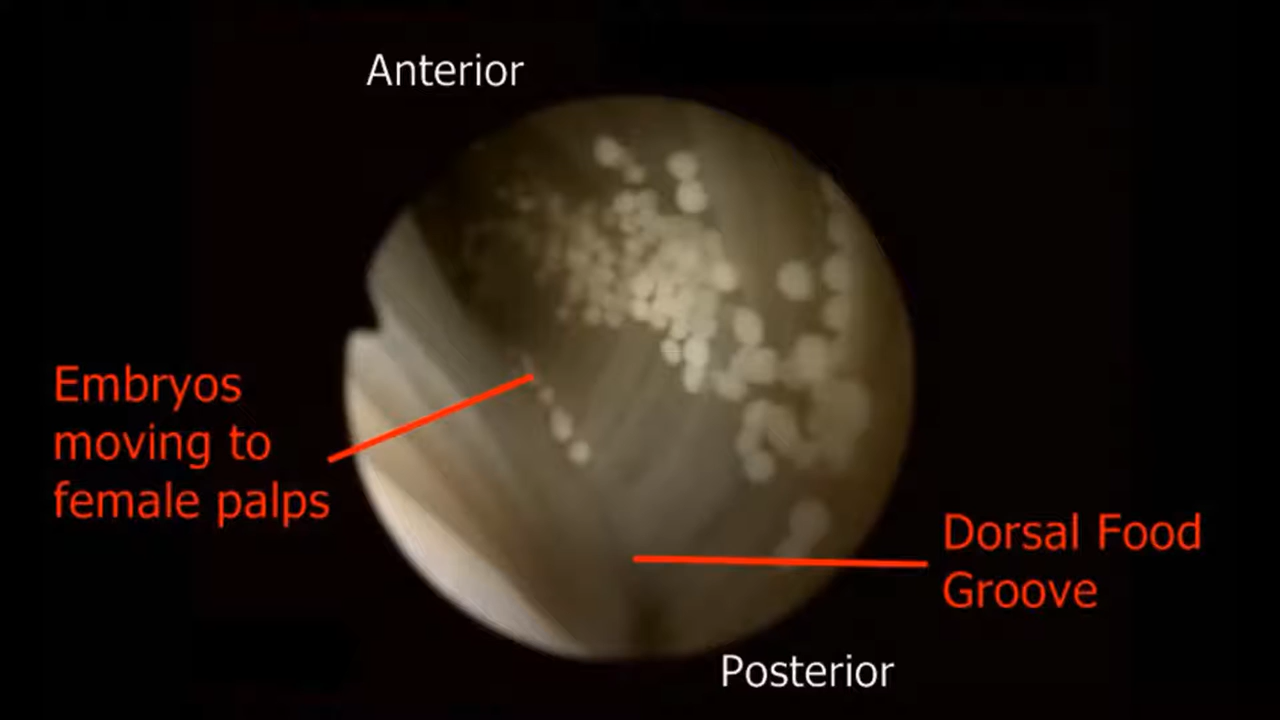 Anterior
Embryos
moving to
female palps
Dorsal Food
Groove
Posterior